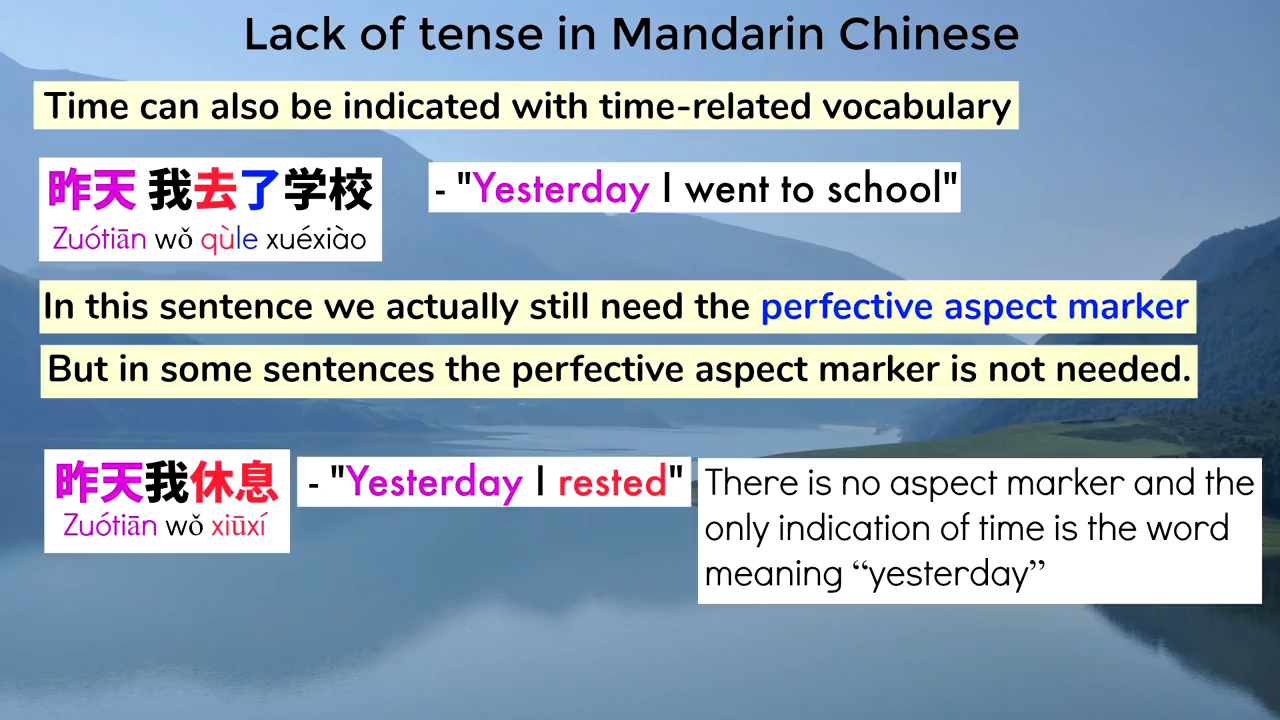 Lack of tense in Mandarin Chinese
Time can also be indicated with time-related vocabulary
昨天 我去了学校
Zuótiān wǒ qùle xuéxiào
- "Yesterday I went to school"
In this sentence we actually still need the perfective aspect marker
But in some sentences the perfective aspect marker is not needed.
昨天我休息
Zuótiān wǒ xiūxí
- "Yesterday I rested"
There is no aspect marker and the
only indication of time is the word
meaning “yesterday”